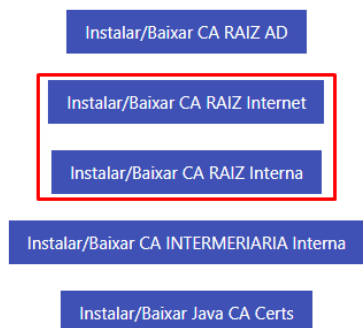 Instalar/Baixar CA RAIZ AD
Instalar/Baixar CA RAIZ Internet
Instalar/Baixar CA RAIZ Interna
Instalar/Baixar CA INTERMERIARIA Interna
Instalar/Baixar Java CA Certs